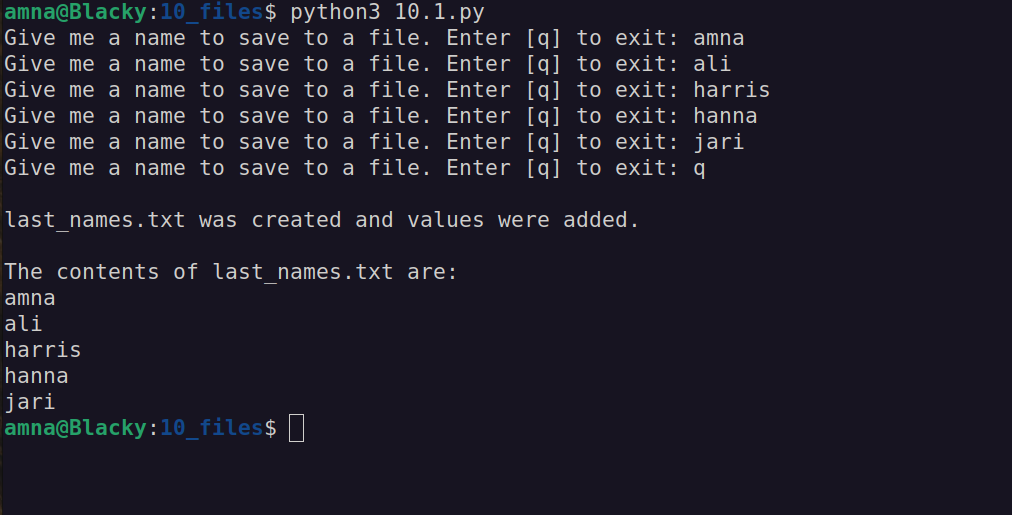 amna@Blacky:10_files$ python3 10.1.py
Give me a name to save to a file. Enter [q] to exit: amna
Give me a name to save to a file. Enter [q] to exit: ali
Give me a name to save to a file. Enter [q] to exit: harris
Give me a name to save to a file. Enter [q] to exit: hanna
Give me a name to save to a file. Enter [q] to exit: jari
Give me a name to save to a file. Enter [q] to exit: q
last_names.txt was created and values were added.
The contents of last_names.txt are:
amna
ali
harris
hanna
jari
amna@Blacky:10_files$